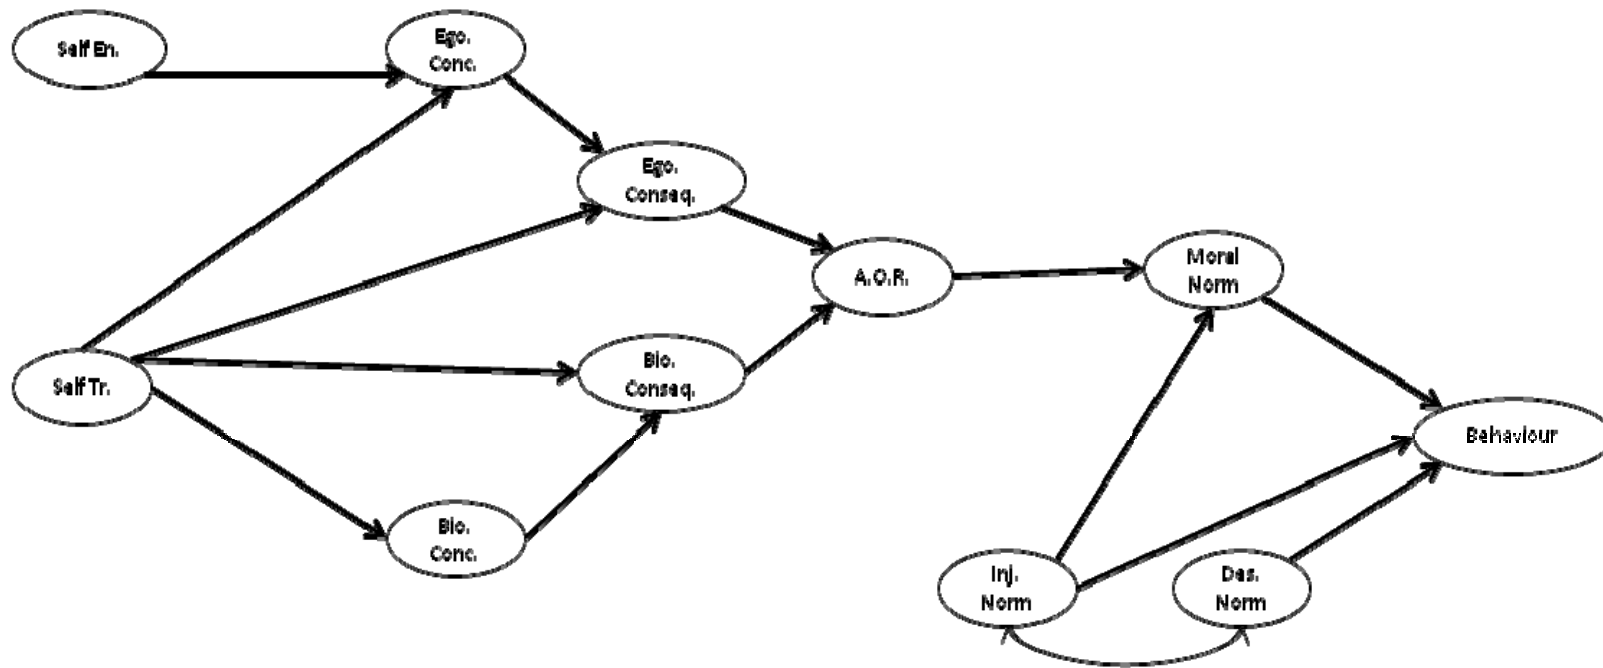 Self En.
Ego.
Conc.
Ego.
Conseq.
A.O.R.
Moral
Norm
Self Tr.
Bio.
Conseq.
Behaviour
Bio.
Conc.
Inj.
Norm
Des.
Norm